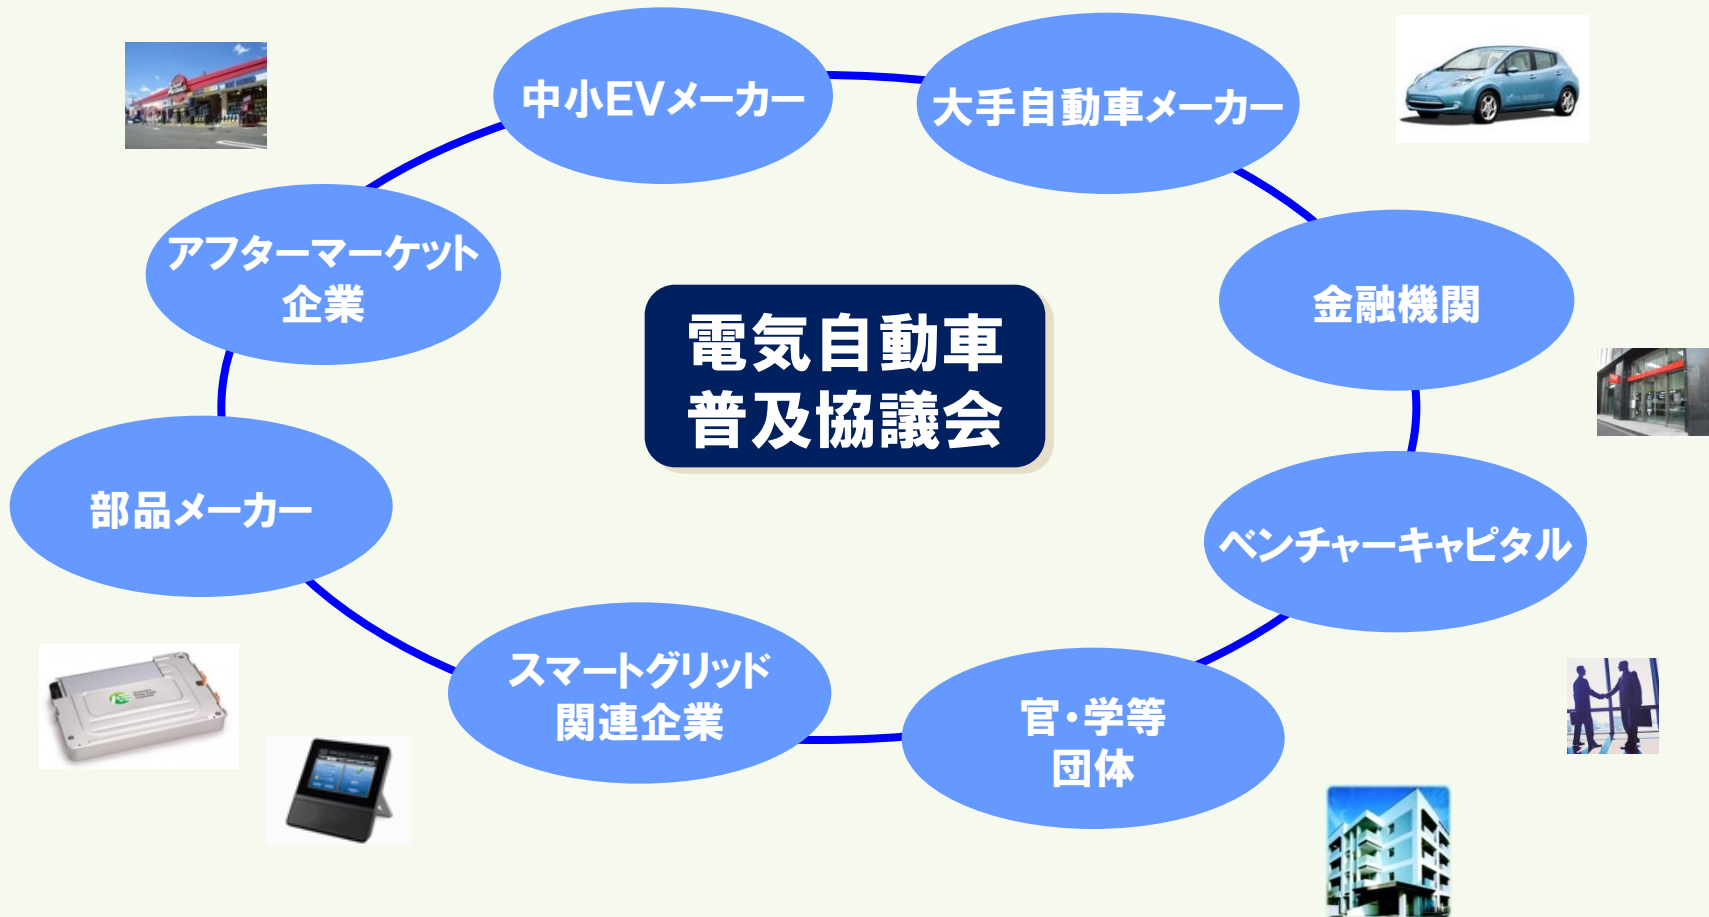 中小EVメーカー
大手自動車メーカー
アフターマーケット
企業
金融機関
電気自動車
普及協議会
部品メーカー
ベンチャーキャピタル
スマートグリッド
関連企業
官・学等
団体